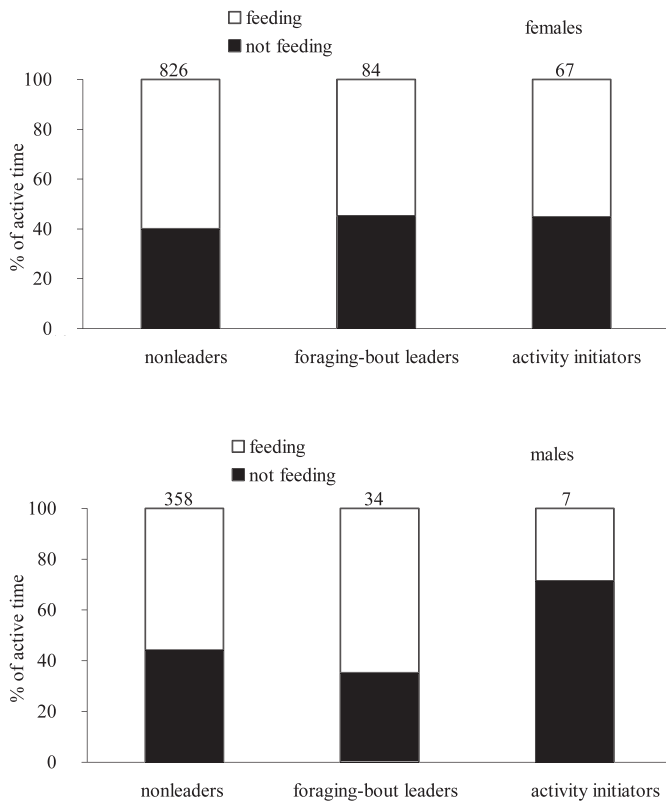 feeding
not feeding
females
826 84 67
100
80
60
40
20
0
% of active time
nonleaders foraging-bout leaders activity initiators
feeding
not feeding
males
358 34 7
100
80
60
40
20
0
% of active time
nonleaders foraging-bout leaders activity initiators